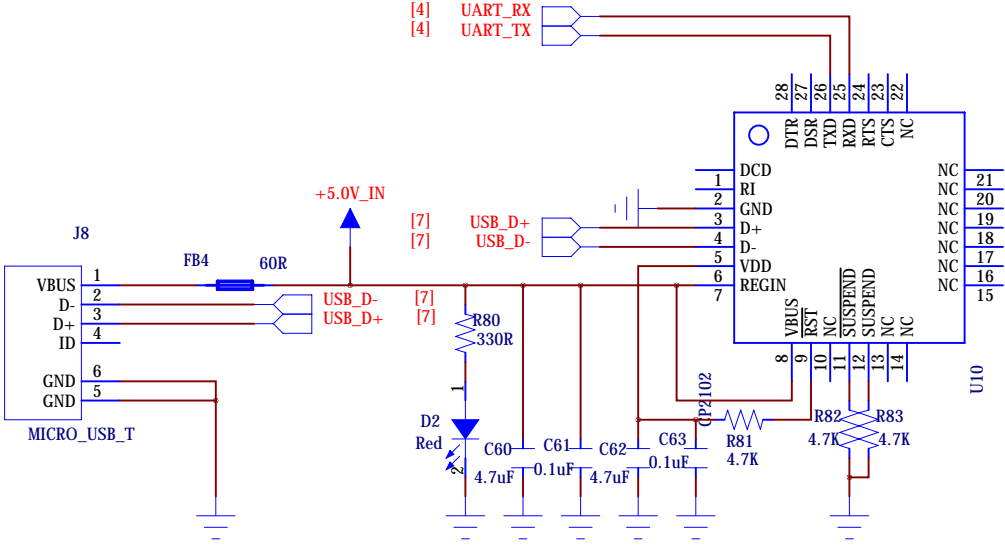 [4] UART_RX
[4] UART_TX
28 27 26 25 24 23 22
DTR DSR TXD RXD RTS CTS NC
DCD NC
1 RI NC 21
2 GND NC 20
3 D+ NC 19
4 D- NC 18
5 VDD NC 17
6 REGIN NC 16
7 15
[7] USB_D+
[7] USB_D-
+5.0V_IN
J8
FB4 60R
VBUS 1
D- 2
D+ 3
ID 4
GND 6
GND 5
MICRO_USB_T
USB_D- [7]
USB_D+ [7]
R80
330R
1
D2
Red
2
C60
4.7uF
C61
0.1uF
C62
4.7uF
C63
0.1uF
CP2102
R81
4.7K
VBUS RST NC SUSPEND SUSPEND NC NC
8 9 10 11 12 13 14
U10
R82
4.7K
R83
4.7K